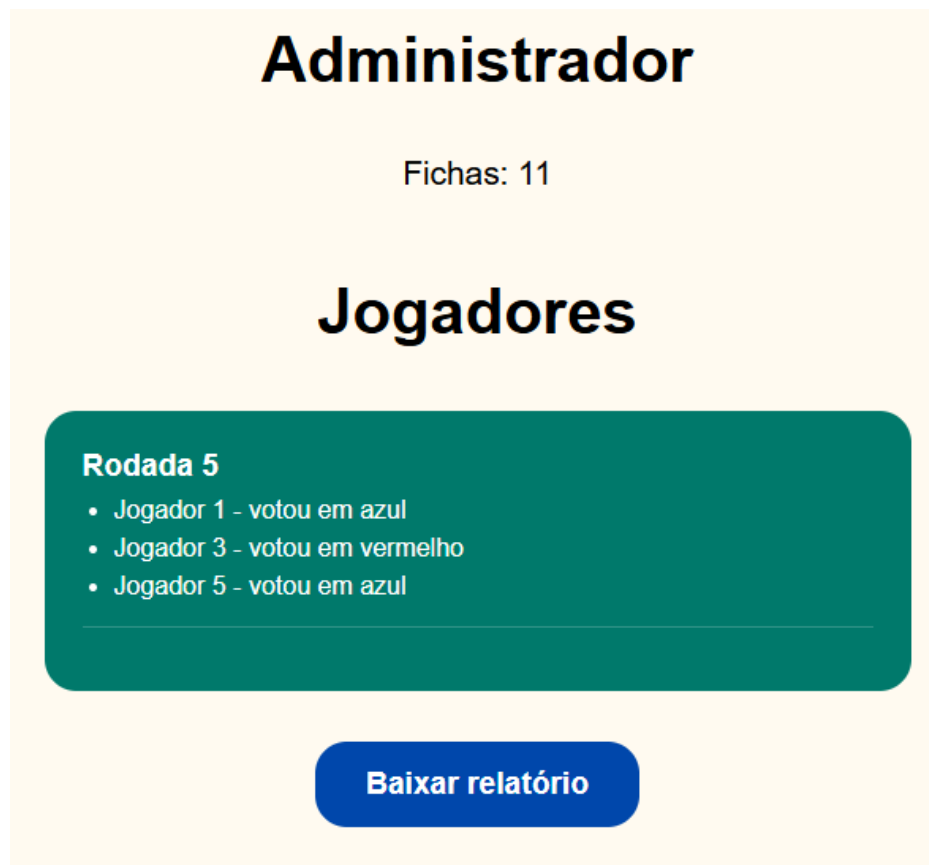 Administrador
Fichas: 11
Jogadores
Rodada 5
• Jogador 1 - votou em azul
• Jogador 3 - votou em vermelho
• Jogador 5 - votou em azul
Baixar relatório